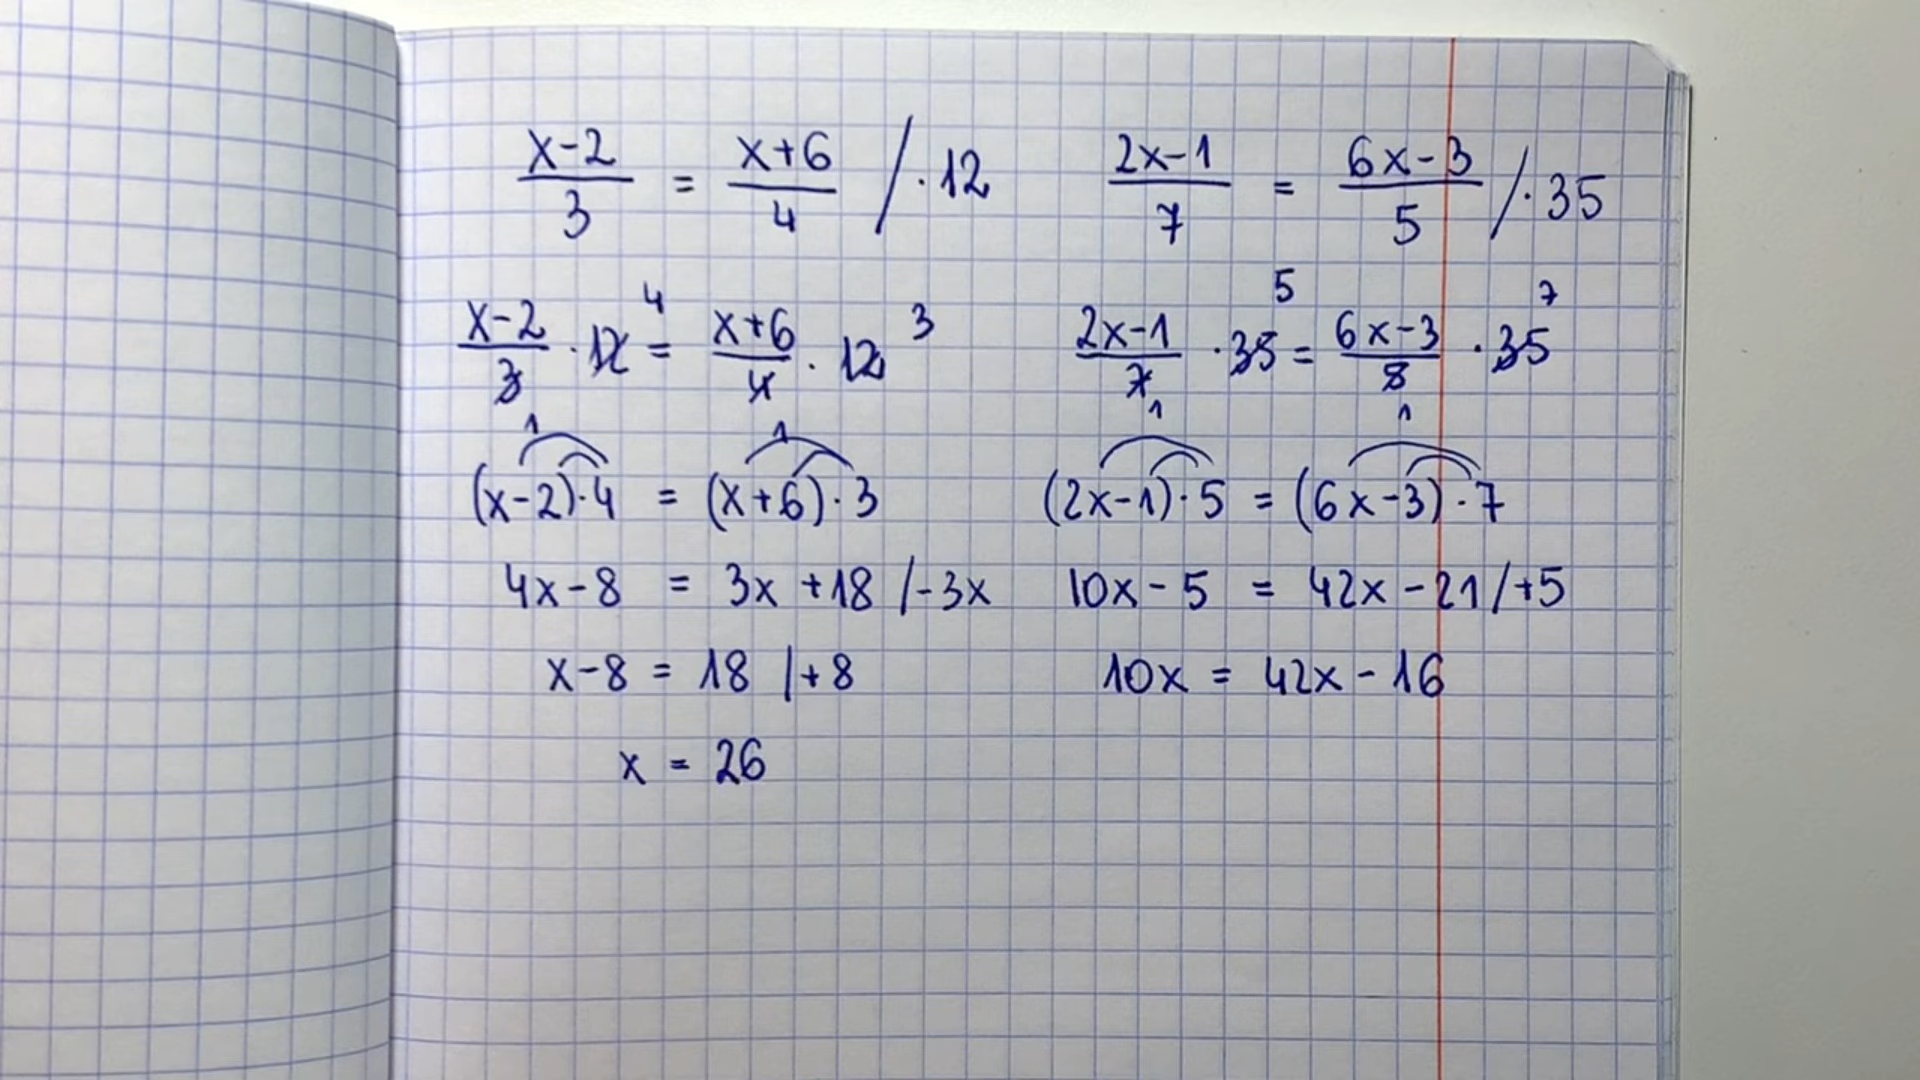 (x-2)/3 = (x+6)/4 / ·12
(x-2)/3 · 12 4 = (x+6)/4 · 12 3
1 1
(x-2)·4 = (x+6)·3
4x-8 = 3x+18 /-3x
x-8 = 18 /+8
x = 26
(2x-1)/7 = (6x-3)/5 / ·35
(2x-1)/7 · 35 5 = (6x-3)/5 · 35 7
1 1
(2x-1)·5 = (6x-3)·7
10x-5 = 42x-21 /+5
10x = 42x-16